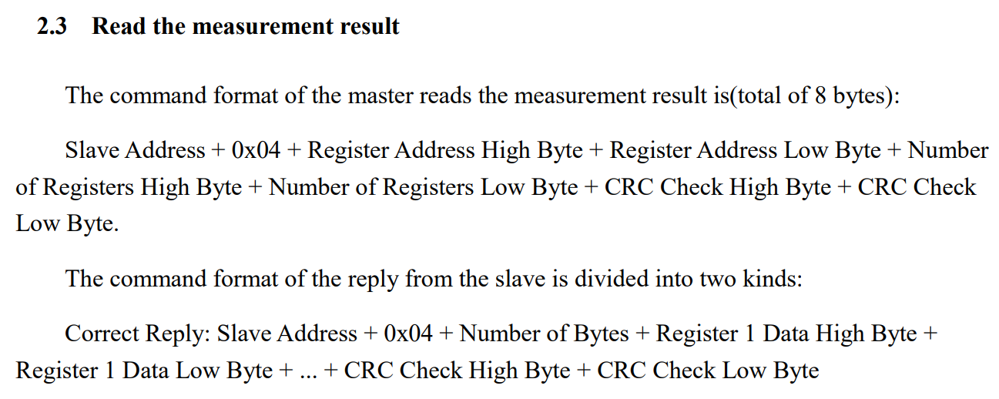 2.3 Read the measurement result
The command format of the master reads the measurement result is(total of 8 bytes):
Slave Address + 0x04 + Register Address High Byte + Register Address Low Byte + Number
of Registers High Byte + Number of Registers Low Byte + CRC Check High Byte + CRC Check
Low Byte.
The command format of the reply from the slave is divided into two kinds:
Correct Reply: Slave Address + 0x04 + Number of Bytes + Register 1 Data High Byte +
Register 1 Data Low Byte + ... + CRC Check High Byte + CRC Check Low Byte